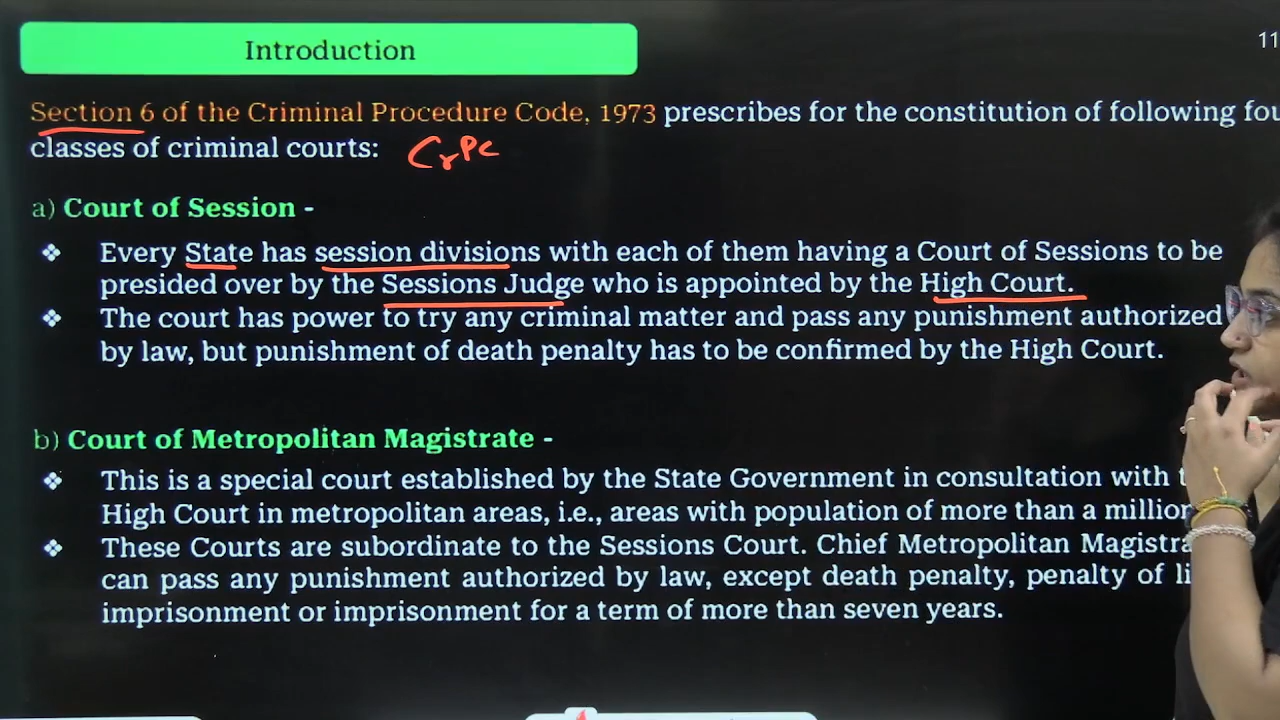 Introduction
11
Section 6 of the Criminal Procedure Code, 1973 prescribes for the constitution of following fou
classes of criminal courts: CrPC
a) Court of Session -
❖ Every State has session divisions with each of them having a Court of Sessions to be
presided over by the Sessions Judge who is appointed by the High Court.
❖ The court has power to try any criminal matter and pass any punishment authorized
by law, but punishment of death penalty has to be confirmed by the High Court.
b) Court of Metropolitan Magistrate -
❖ This is a special court established by the State Government in consultation with t
High Court in metropolitan areas, i.e., areas with population of more than a million
❖ These Courts are subordinate to the Sessions Court. Chief Metropolitan Magistra
can pass any punishment authorized by law, except death penalty, penalty of li
imprisonment or imprisonment for a term of more than seven years.